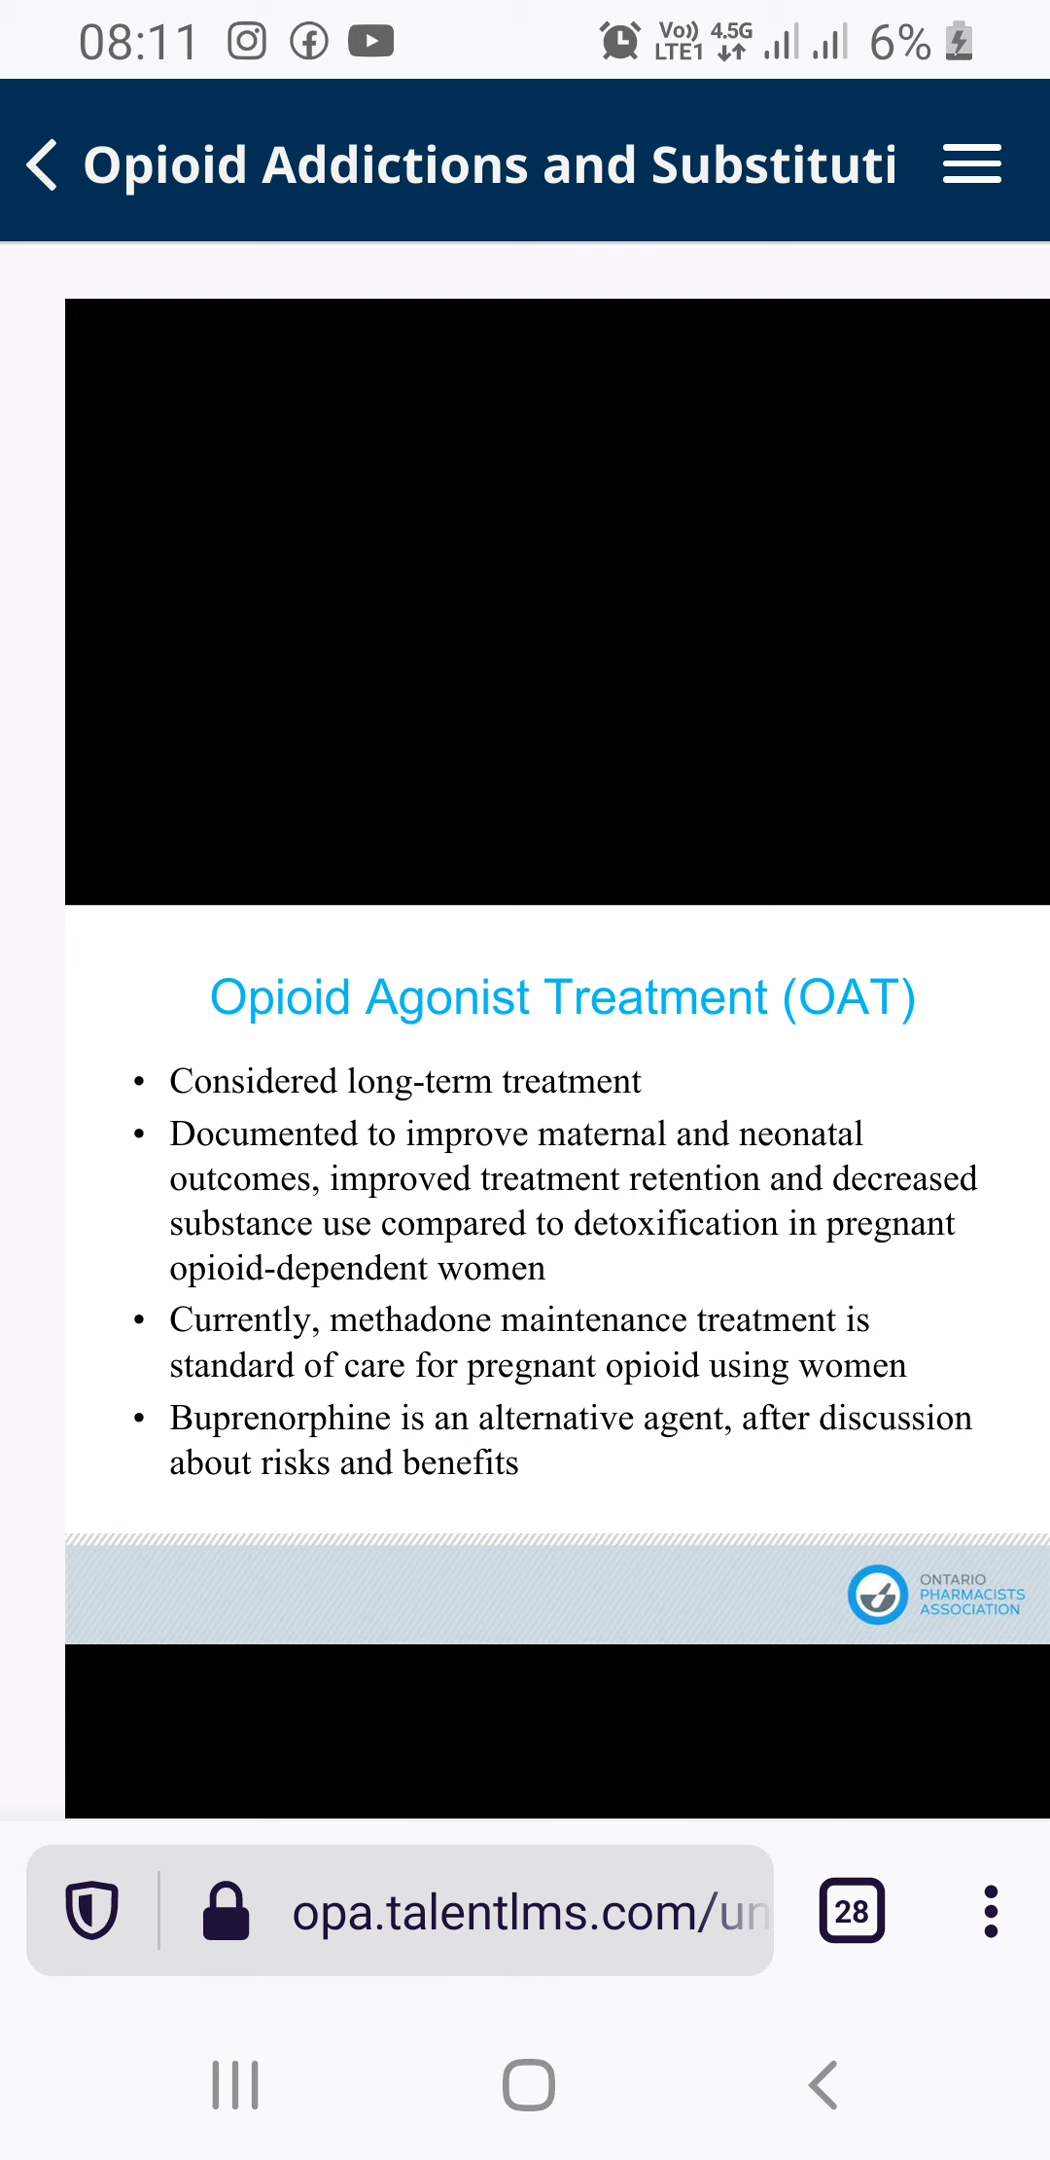 08:11 Vo)) LTE1 4.5G 6%
Opioid Addictions and Substituti
Opioid Agonist Treatment (OAT)
• Considered long-term treatment
• Documented to improve maternal and neonatal
outcomes, improved treatment retention and decreased
substance use compared to detoxification in pregnant
opioid-dependent women
• Currently, methadone maintenance treatment is
standard of care for pregnant opioid using women
• Buprenorphine is an alternative agent, after discussion
about risks and benefits
ONTARIO
PHARMACISTS
ASSOCIATION
opa.talentlms.com/un
28